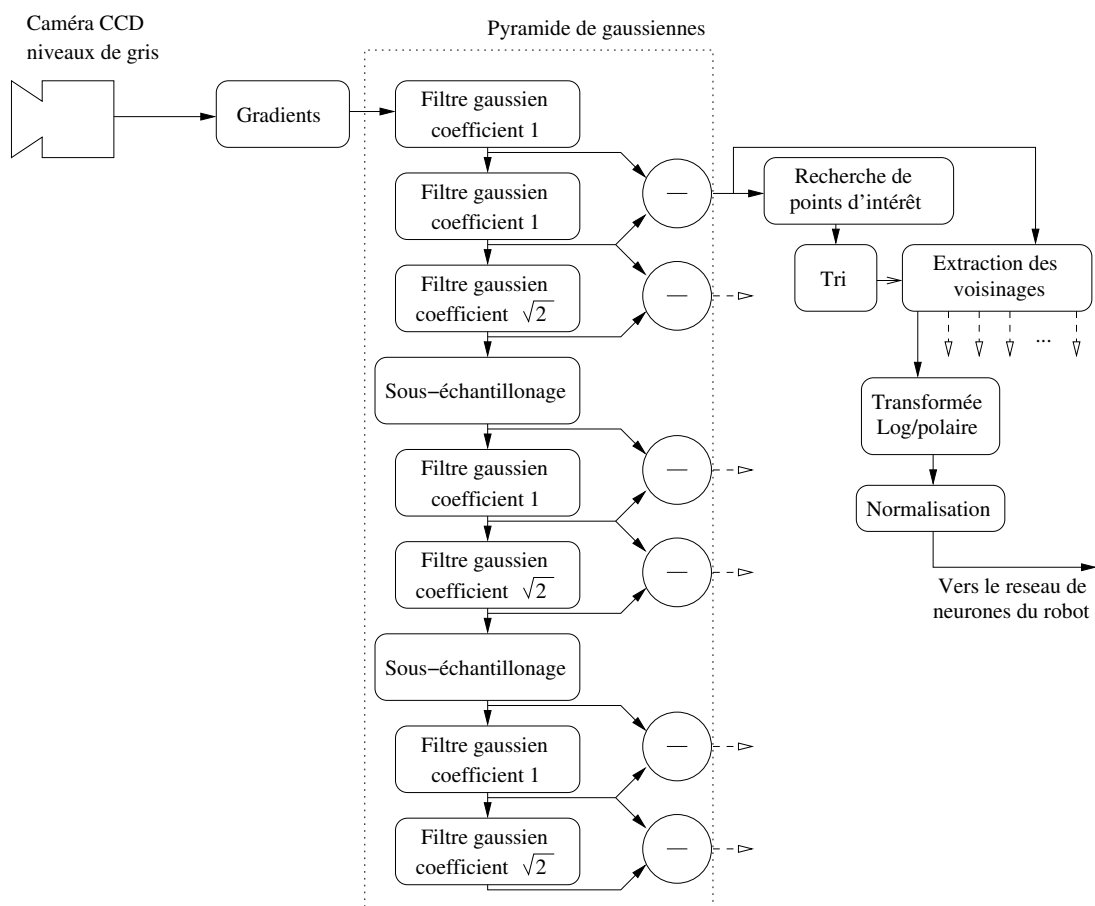 Caméra CCD
niveaux de gris
Pyramide de gaussiennes
Gradients
Filtre gaussien
coefficient 1
Filtre gaussien
coefficient 1
Filtre gaussien
coefficient √2
Sous−échantillonage
Filtre gaussien
coefficient 1
Filtre gaussien
coefficient √2
Sous−échantillonage
Filtre gaussien
coefficient 1
Filtre gaussien
coefficient √2
—
—
—
—
—
—
Recherche de
points d'intérêt
Tri
Extraction des
voisinages
...
Transformée
Log/polaire
Normalisation
Vers le reseau de
neurones du robot